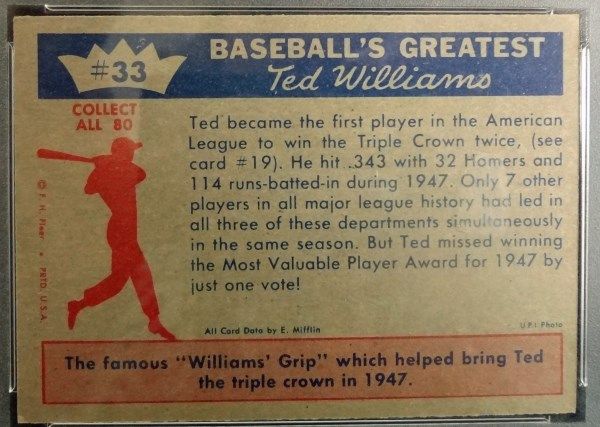 #33
BASEBALL'S GREATEST
Ted Williams
COLLECT
ALL 80
Ted became the first player in the American
League to win the Triple Crown twice, (see
card #19). He hit .343 with 32 Homers and
114 runs-batted-in during 1947. Only 7 other
players in all major league history had led in
all three of these departments simultaneously
in the same season. But Ted missed winning
the Most Valuable Player Award for 1947 by
just one vote!
© F. H. Fleer ★ PRTD. U.S.A.
All Card Data by E. Mifflin
U.P.I Photo
The famous "Williams' Grip" which helped bring Ted
the triple crown in 1947.